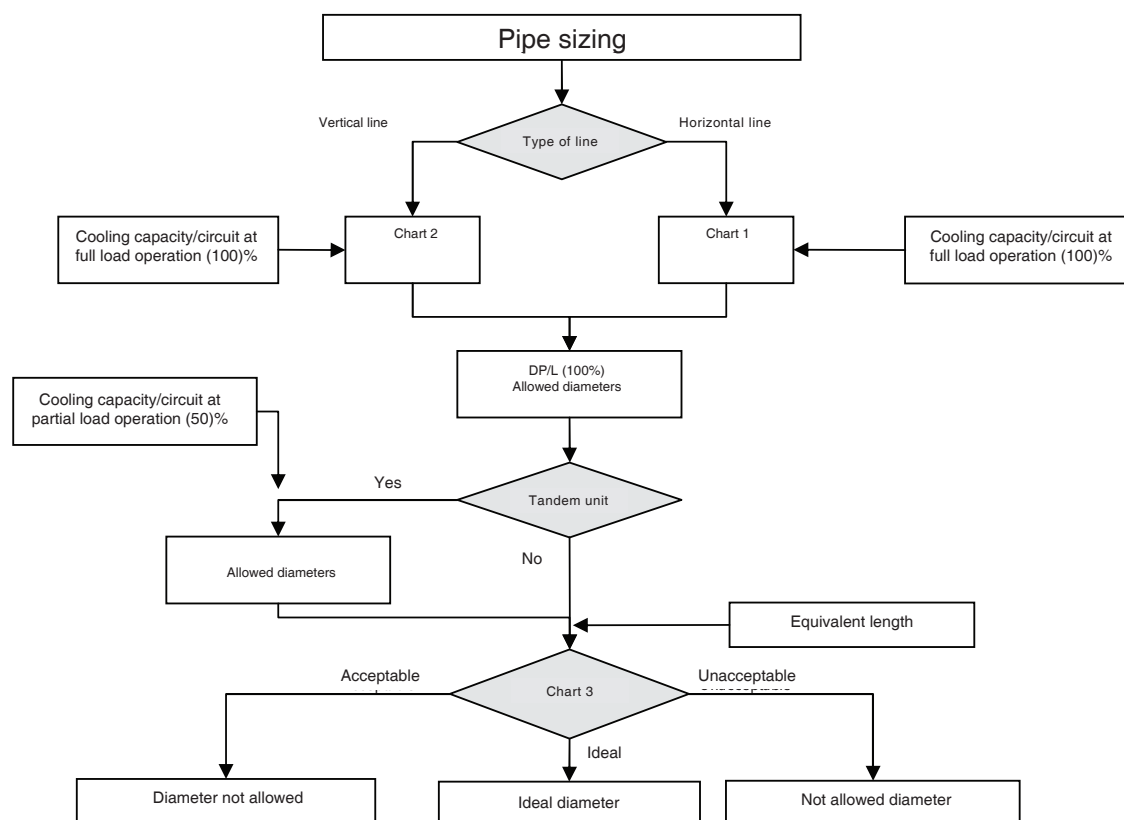 Pipe sizing
Vertical line
Horizontal line
Type of line
Cooling capacity/circuit at
full load operation (100)%
Chart 2
Chart 1
Cooling capacity/circuit at
full load operation (100)%
DP/L (100%)
Allowed diameters
Cooling capacity/circuit at
partial load operation (50)%
Yes
Tandem unit
No
Allowed diameters
Equivalent length
Acceptable
Unacceptable
Chart 3
Ideal
Diameter not allowed
Ideal diameter
Not allowed diameter